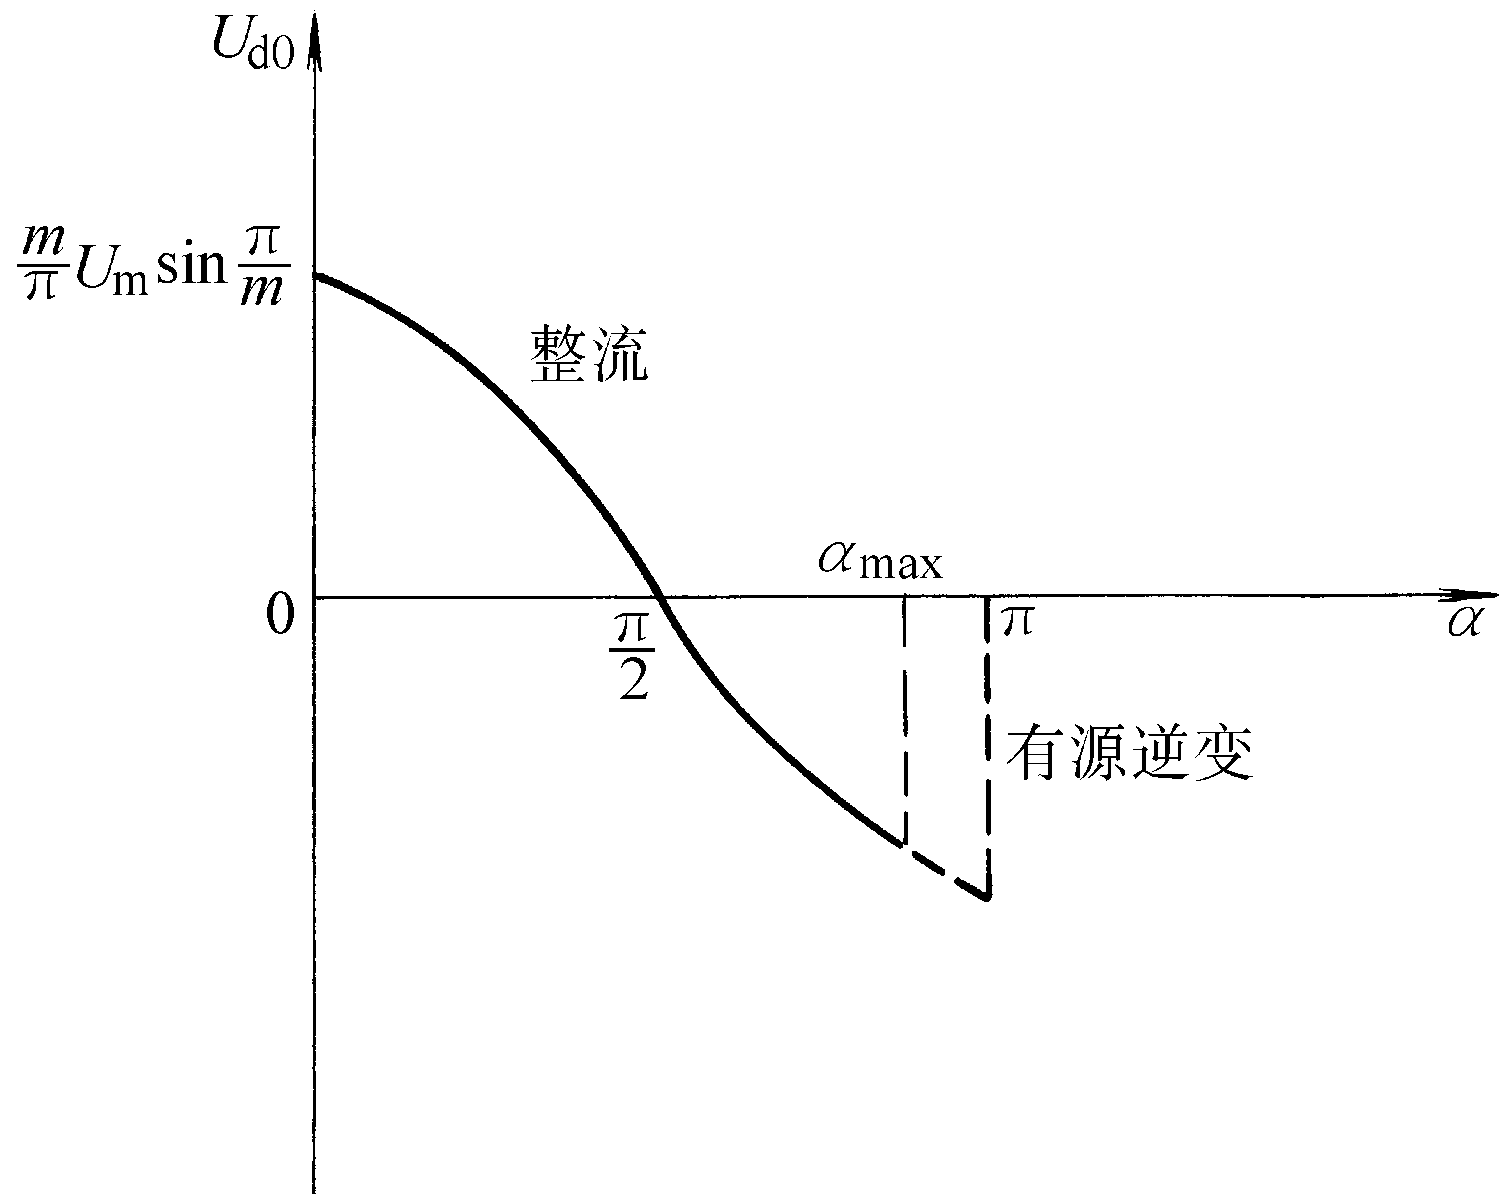 U_d0
m/π U_m sin π/m
整流
α_max
0
π/2
π
α
有源逆变